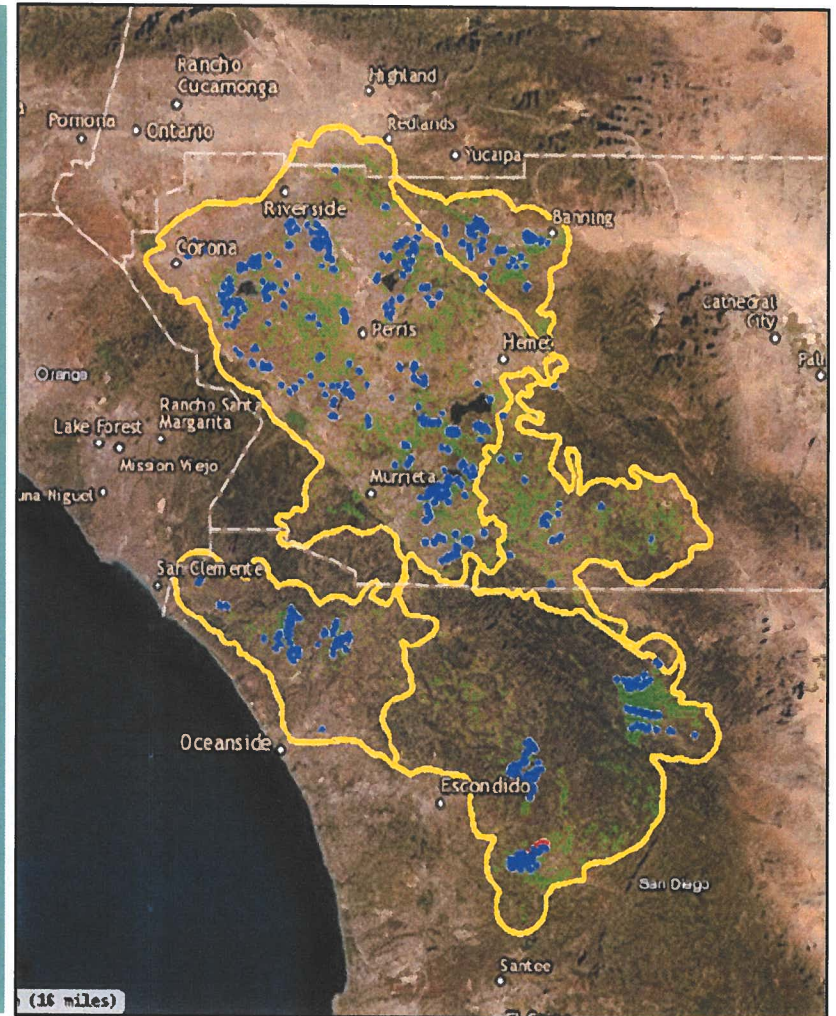 Rancho
Cucamonga
Highland
Pomona
Ontario
Redlands
Yucaipa
Riverside
Banning
Corona
Cathedral
City
Perris
Hemet
Pal
Orange
Rancho Santa
Margarita
Lake Forest
Mission Viejo
Murrieta
una Niguel
San Clemente
Oceanside
Escondido
San Diego
Santee
(16 miles)